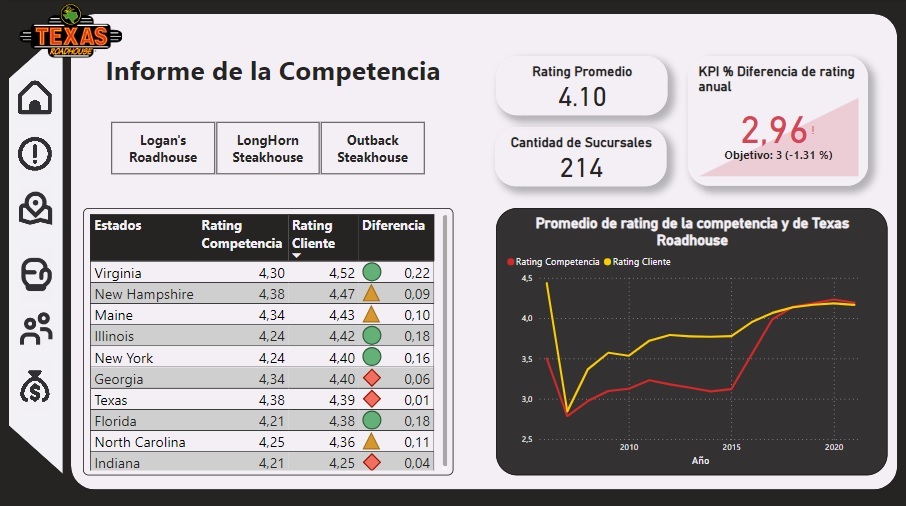 TEXAS
ROADHOUSE
Informe de la Competencia
Logan's
Roadhouse
LongHorn
Steakhouse
Outback
Steakhouse
Rating Promedio
4.10
Cantidad de Sucursales
214
KPI % Diferencia de rating
anual
2,96!
Objetivo: 3 (-1.31 %)
Estados Rating Competencia Rating Cliente Diferencia
Virginia 4,30 4,52 0,22
New Hampshire 4,38 4,47 0,09
Maine 4,34 4,43 0,10
Illinois 4,24 4,42 0,18
New York 4,24 4,40 0,16
Georgia 4,34 4,40 0,06
Texas 4,38 4,39 0,01
Florida 4,21 4,38 0,18
North Carolina 4,25 4,36 0,11
Indiana 4,21 4,25 0,04
Promedio de rating de la competencia y de Texas
Roadhouse
Rating Competencia Rating Cliente
4,5
4,0
3,5
3,0
2,5
2010 2015 2020
Año